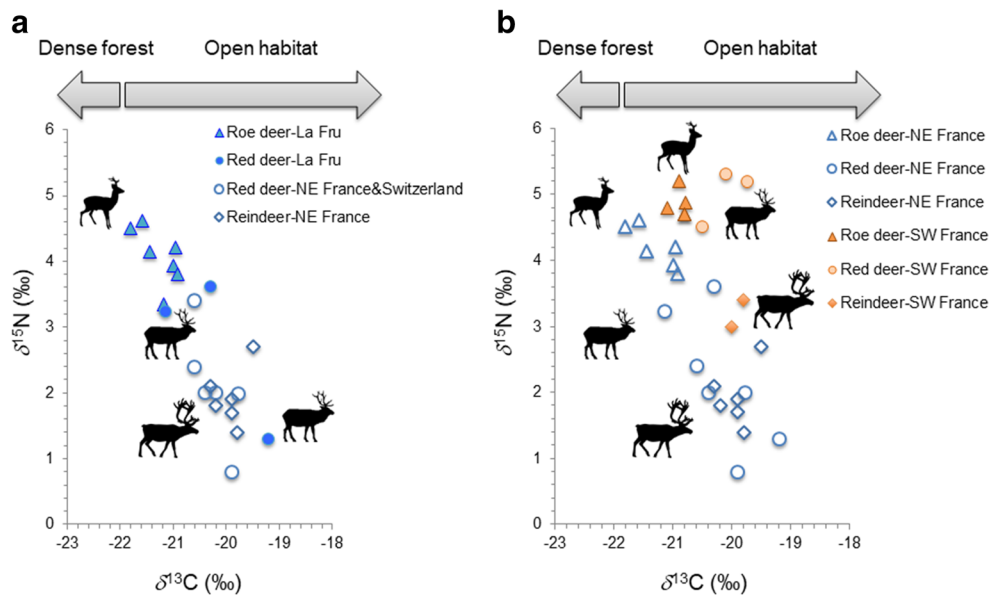 a
Dense forest
Open habitat
Roe deer-La Fru
Red deer-La Fru
Red deer-NE France&Switzerland
Reindeer-NE France
6
5
4
3
2
1
0
δ15N (‰)
-23 -22 -21 -20 -19 -18
δ13C (‰)
b
Dense forest
Open habitat
Roe deer-NE France
Red deer-NE France
Reindeer-NE France
Roe deer-SW France
Red deer-SW France
Reindeer-SW France
6
5
4
3
2
1
0
δ15N (‰)
-23 -22 -21 -20 -19 -18
δ13C (‰)